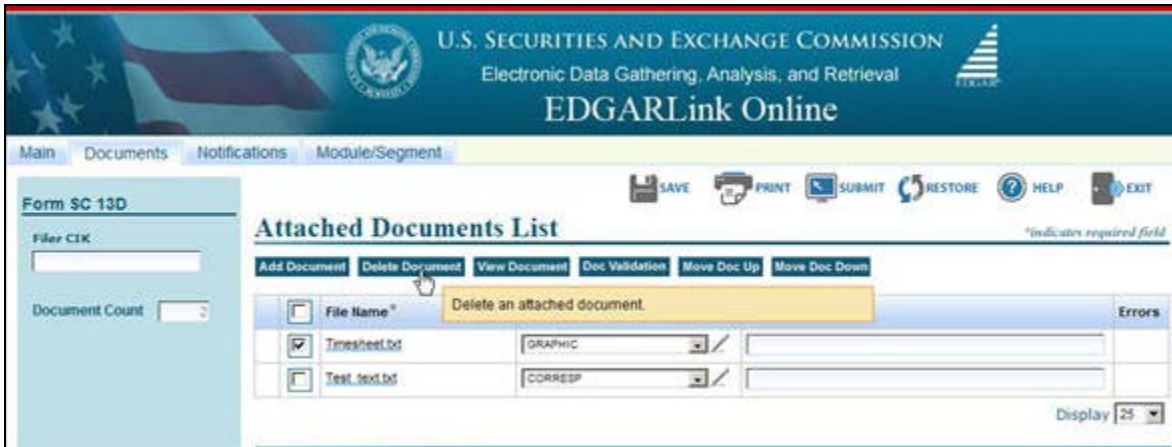 U.S. SECURITIES AND EXCHANGE COMMISSION
Electronic Data Gathering, Analysis, and Retrieval
EDGARLink Online
EDGAR
Main Documents Notifications Module/Segment
SAVE PRINT SUBMIT RESTORE HELP EXIT
Form SC 13D
Filer CIK
Document Count 2
Attached Documents List
*indicates required field
Add Document Delete Document View Document Doc Validation Move Doc Up Move Doc Down
Delete an attached document.
File Name* Errors
Timesheet.txt GRAPHIC
Test_text.txt CORRESP
Display 25